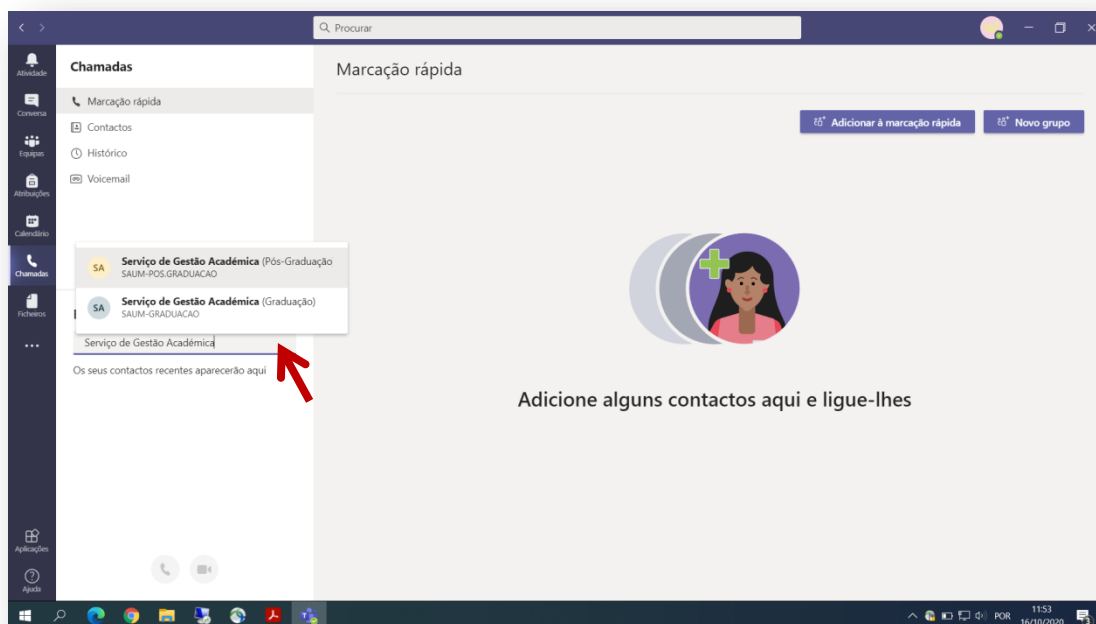 Procurar
Atividade
Conversa
Equipas
Atribuições
Calendário
Chamadas
Ficheiros
Aplicações
Ajuda
Chamadas
Marcação rápida
Contactos
Histórico
Voicemail
SA
Serviço de Gestão Académica (Pós-Graduação
SAUM-POS.GRADUACAO
SA
Serviço de Gestão Académica (Graduação)
SAUM-GRADUACAO
Serviço de Gestão Académica
Os seus contactos recentes aparecerão aqui
Marcação rápida
Adicionar à marcação rápida
Novo grupo
Adicione alguns contactos aqui e ligue-lhes
POR
11:53
16/10/2020
3